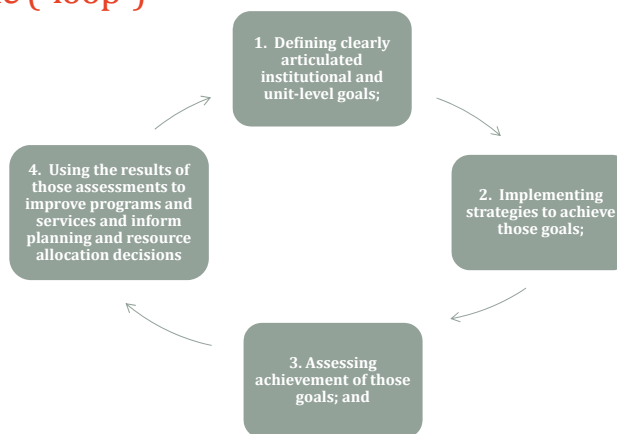 ("loop")
1. Defining clearly
articulated
institutional and
unit-level goals;
2. Implementing
strategies to achieve
those goals;
3. Assessing
achievement of those
goals; and
4. Using the results of
those assessments to
improve programs and
services and inform
planning and resource
allocation decisions